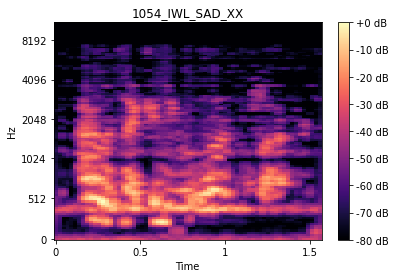 1054_IWL_SAD_XX
+0 dB
8192
-10 dB
4096
-20 dB
-30 dB
Hz
2048
-40 dB
1024
-50 dB
-60 dB
512
-70 dB
0
-80 dB
0
0.5
1
1.5
Time